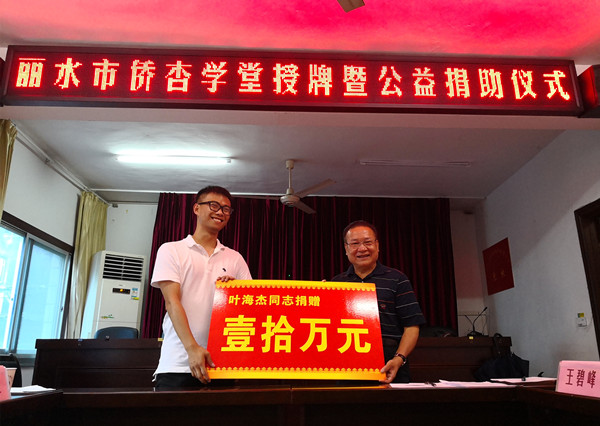 丽水市侨杏学堂授牌暨公益捐助仪式
叶海杰同志捐赠
壹拾万元
王碧峰